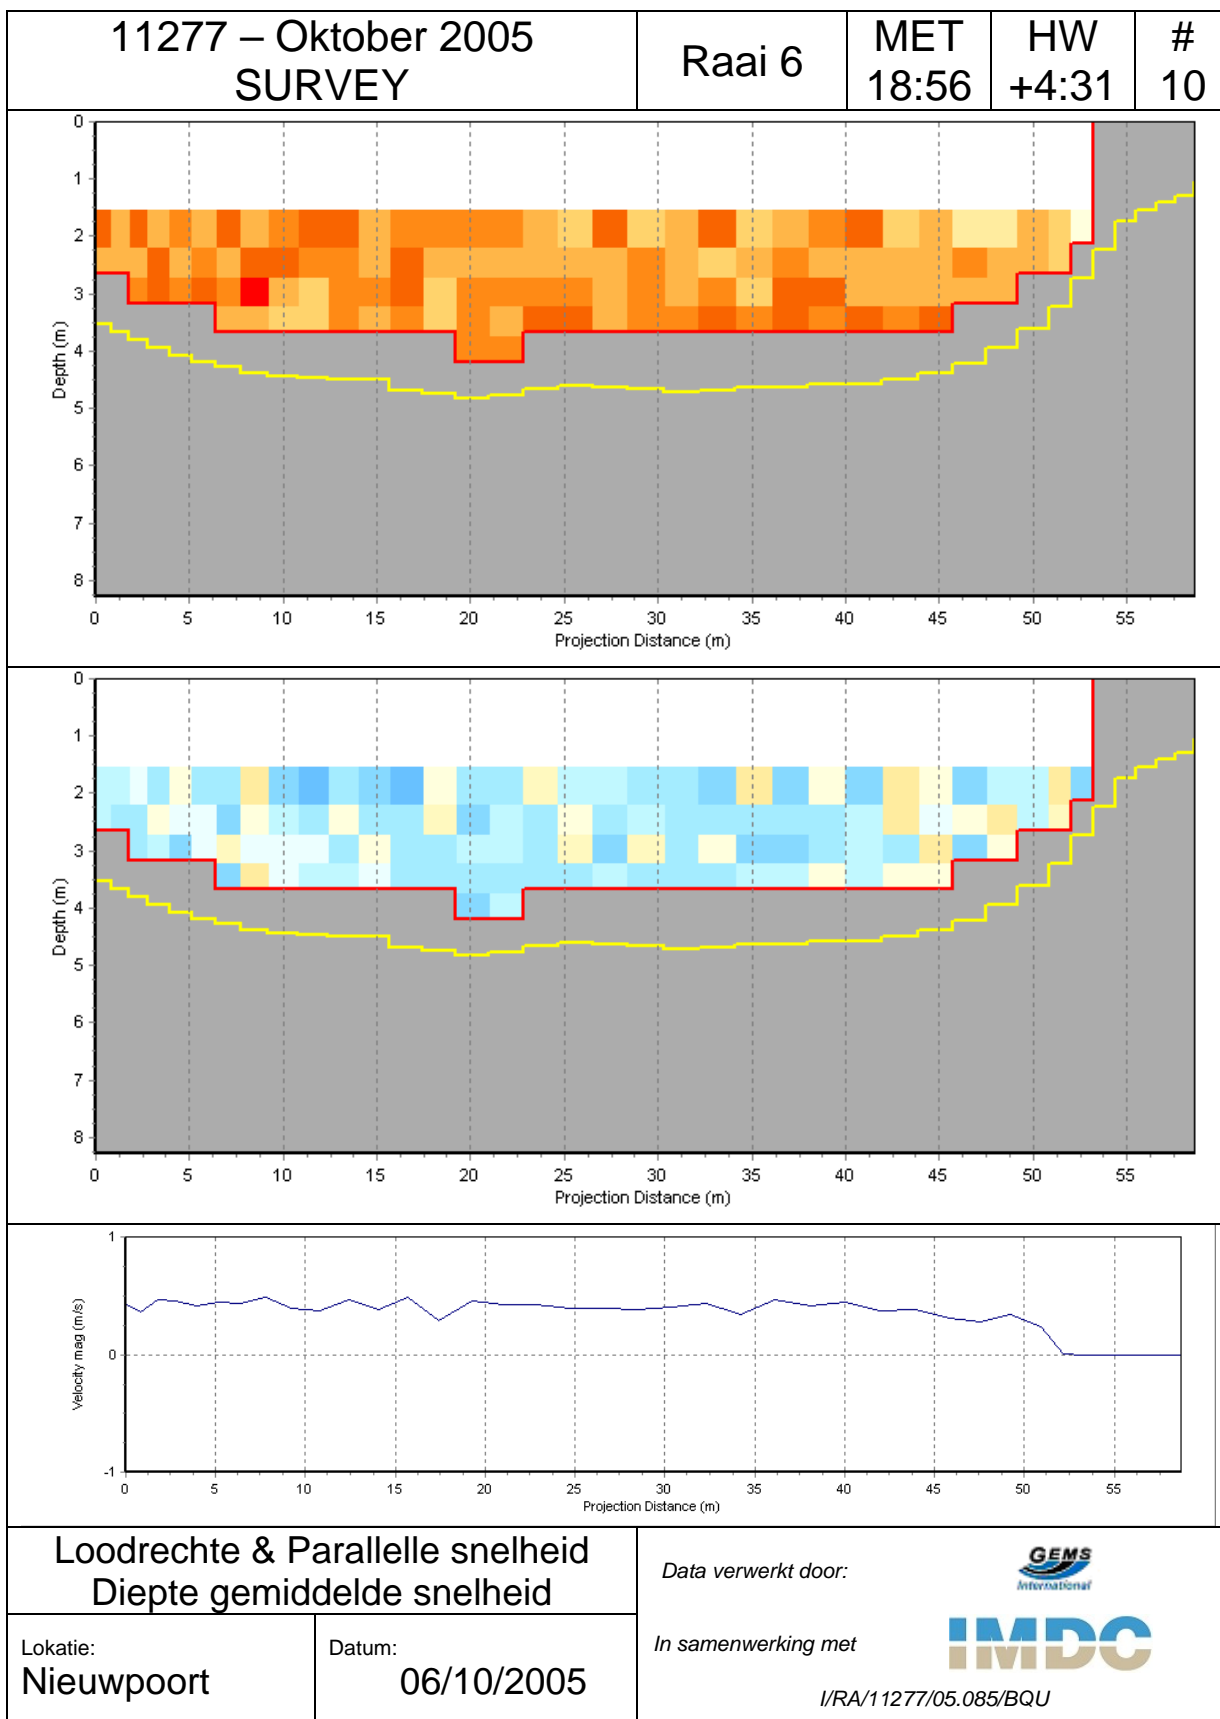 11277 – Oktober 2005
SURVEY
Raai 6
MET
18:56
HW
+4:31
#
10
0
1
2
3
4
5
6
7
8
Depth (m)
0 5 10 15 20 25 30 35 40 45 50 55
Projection Distance (m)
0
1
2
3
4
5
6
7
8
Depth (m)
0 5 10 15 20 25 30 35 40 45 50 55
Projection Distance (m)
1
0
-1
Velocity mag (m/s)
0 5 10 15 20 25 30 35 40 45 50 55
Projection Distance (m)
Loodrechte & Parallelle snelheid
Diepte gemiddelde snelheid
Lokatie:
Nieuwpoort
Datum:
06/10/2005
Data verwerkt door:
GEMS
International
In samenwerking met
IMDC
I/RA/11277/05.085/BQU